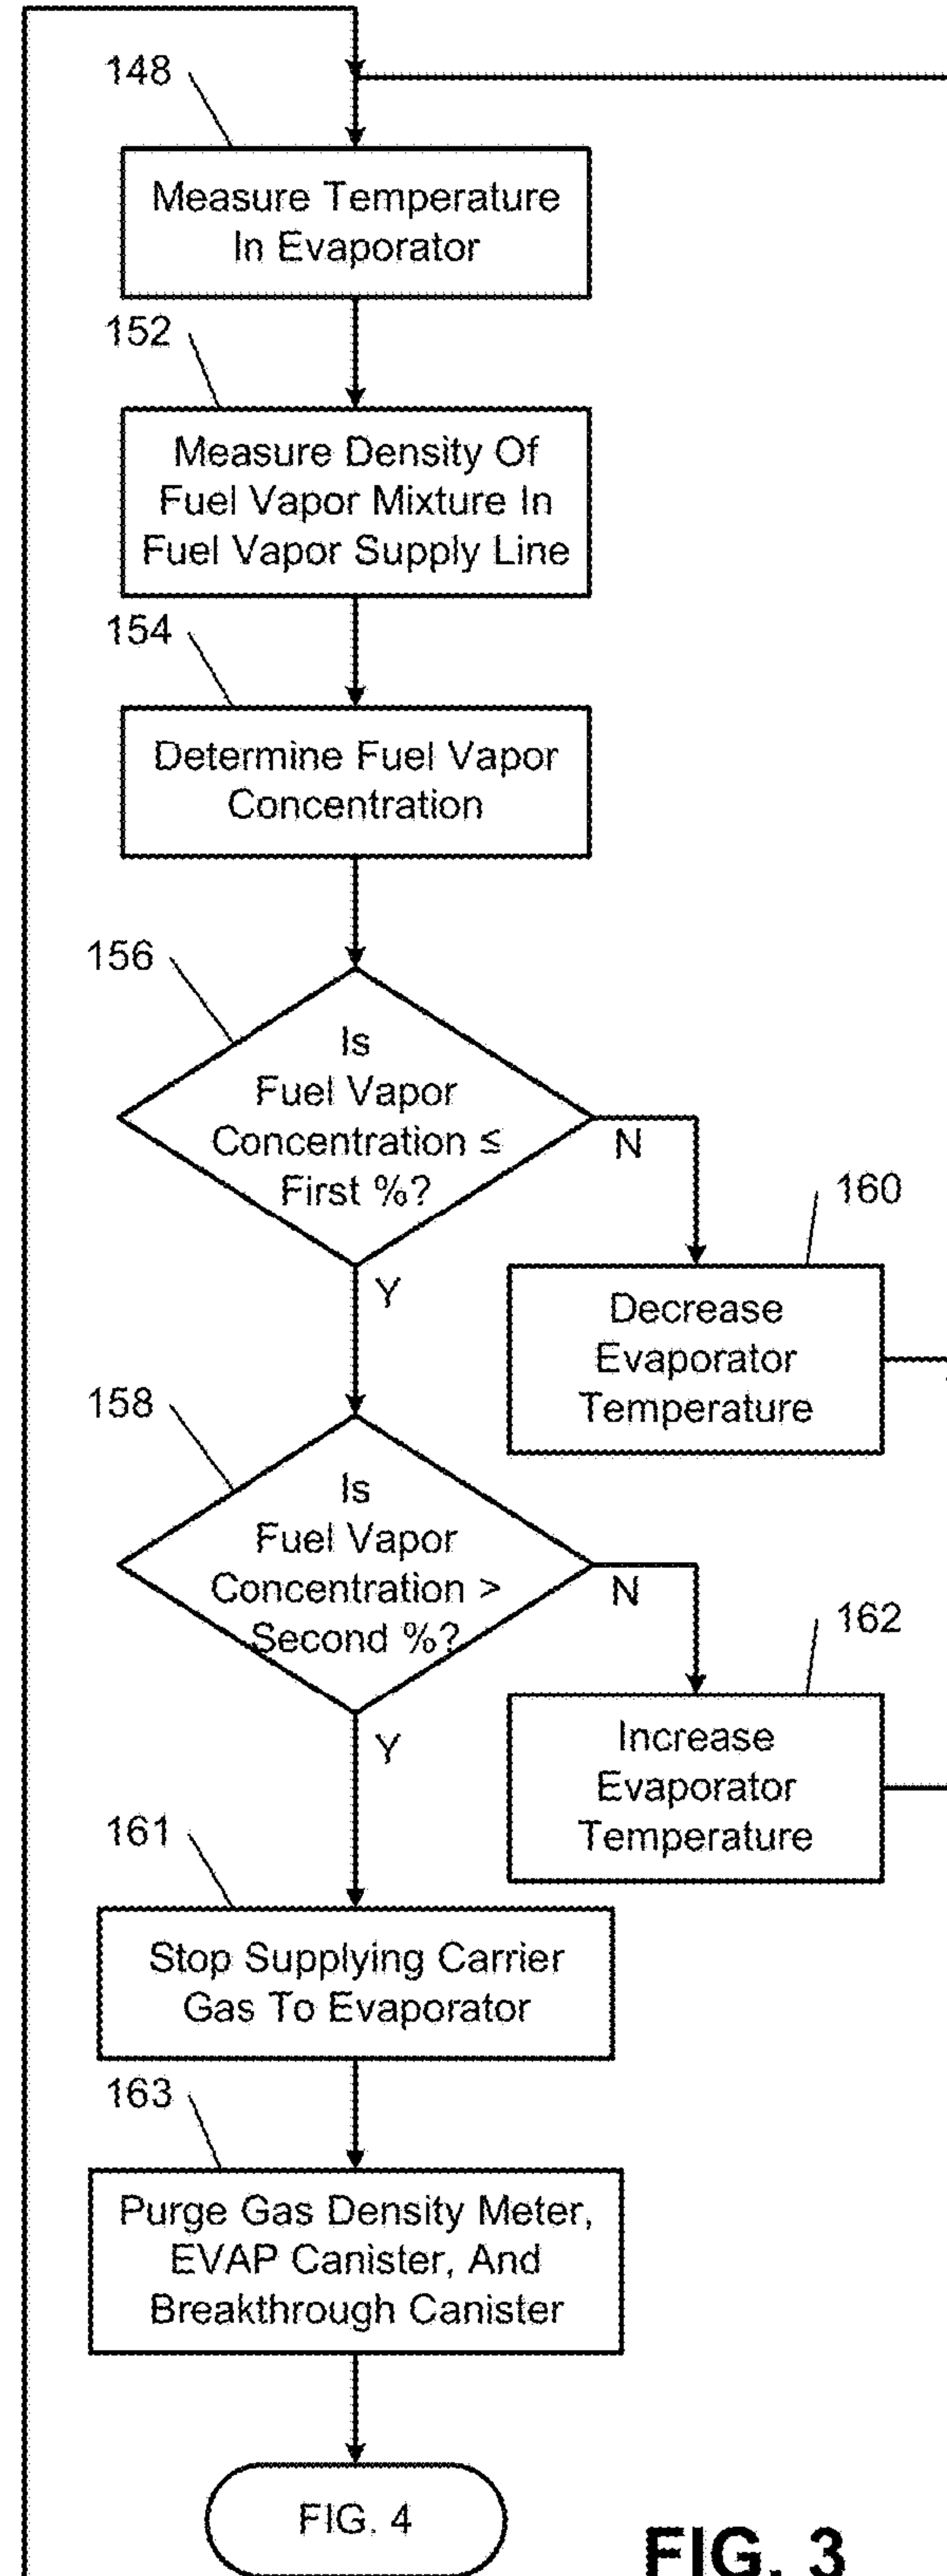 148
Measure Temperature
In Evaporator
152
Measure Density Of
Fuel Vapor Mixture In
Fuel Vapor Supply Line
154
Determine Fuel Vapor
Concentration
156
Is
Fuel Vapor
Concentration ≤
First %?
N
Y
160
Decrease
Evaporator
Temperature
158
Is
Fuel Vapor
Concentration >
Second %?
N
Y
162
Increase
Evaporator
Temperature
161
Stop Supplying Carrier
Gas To Evaporator
163
Purge Gas Density Meter,
EVAP Canister, And
Breakthrough Canister
FIG. 4
FIG. 3